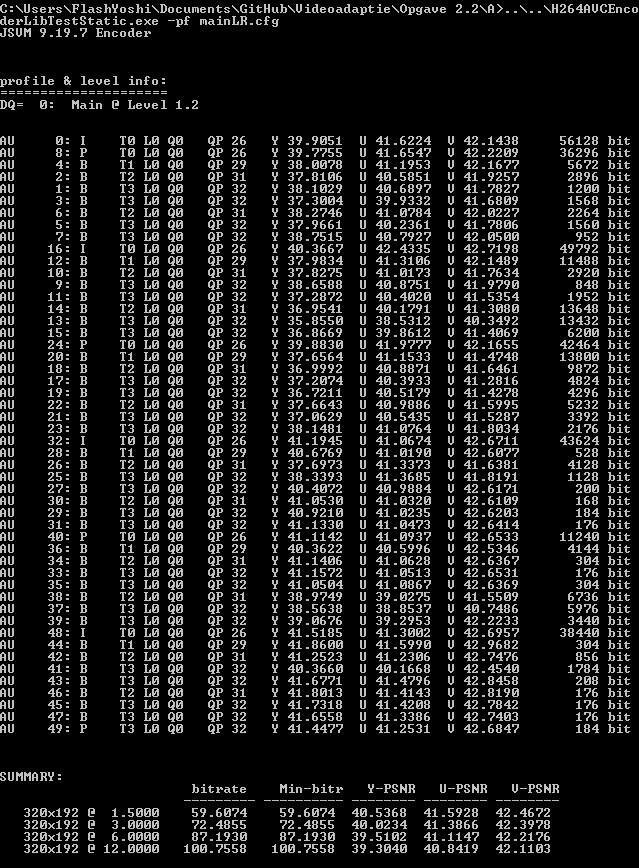 C:\Users\FlashYoshi\Documents\GitHub\Videoadaptie\Opgave 2.2\A>..\..\H264AVCEnco
derLibTestStatic.exe -pf mainLR.cfg
JSVM 9.19.7 Encoder
profile & level info:
=====================
DQ=  0:  Main @ Level 1.2
AU     0: I    T0 L0 Q0   QP 26   Y 39.9051  U 41.6224  V 42.1438     56128 bit
AU     8: P    T0 L0 Q0   QP 26   Y 39.7755  U 41.6547  V 42.2209     36296 bit
AU     4: B    T1 L0 Q0   QP 29   Y 38.0078  U 41.1953  V 42.1677      5672 bit
AU     2: B    T2 L0 Q0   QP 31   Y 37.8106  U 40.5851  V 41.9257      2896 bit
AU     1: B    T3 L0 Q0   QP 32   Y 38.1029  U 40.6897  V 41.7827      1200 bit
AU     3: B    T3 L0 Q0   QP 32   Y 37.3004  U 39.9332  V 41.6809      1568 bit
AU     6: B    T2 L0 Q0   QP 31   Y 38.2746  U 41.0784  V 42.0227      2264 bit
AU     5: B    T3 L0 Q0   QP 32   Y 37.9661  U 40.2361  V 41.7806      1560 bit
AU     7: B    T3 L0 Q0   QP 32   Y 38.7515  U 40.7927  V 42.0500       952 bit
AU    16: I    T0 L0 Q0   QP 26   Y 40.3667  U 42.4335  V 42.7198     49792 bit
AU    12: B    T1 L0 Q0   QP 29   Y 37.9834  U 41.3106  V 42.1489     11488 bit
AU    10: B    T2 L0 Q0   QP 31   Y 37.8275  U 41.0173  V 41.7634      2920 bit
AU     9: B    T3 L0 Q0   QP 32   Y 38.6588  U 40.8751  V 41.9790       848 bit
AU    11: B    T3 L0 Q0   QP 32   Y 37.2872  U 40.4020  V 41.5354      1952 bit
AU    14: B    T2 L0 Q0   QP 31   Y 36.9541  U 40.1791  V 41.3080     13648 bit
AU    13: B    T3 L0 Q0   QP 32   Y 35.8550  U 38.5312  V 40.3492     13432 bit
AU    15: B    T3 L0 Q0   QP 32   Y 36.8669  U 39.8612  V 41.4069      6200 bit
AU    24: P    T0 L0 Q0   QP 26   Y 39.8830  U 41.9777  V 42.1655     42464 bit
AU    20: B    T1 L0 Q0   QP 29   Y 37.6564  U 41.1533  V 41.4748     13800 bit
AU    18: B    T2 L0 Q0   QP 31   Y 36.9992  U 40.8871  V 41.6461      9872 bit
AU    17: B    T3 L0 Q0   QP 32   Y 37.2074  U 40.3933  V 41.2816      4824 bit
AU    19: B    T3 L0 Q0   QP 32   Y 36.7211  U 40.5179  V 41.4278      4296 bit
AU    22: B    T2 L0 Q0   QP 31   Y 37.6643  U 40.9886  V 41.5995      5232 bit
AU    21: B    T3 L0 Q0   QP 32   Y 37.0629  U 40.5435  V 41.5287      3392 bit
AU    23: B    T3 L0 Q0   QP 32   Y 38.1481  U 41.0764  V 41.8034      2176 bit
AU    32: I    T0 L0 Q0   QP 26   Y 41.1945  U 41.0674  V 42.6711     43624 bit
AU    28: B    T1 L0 Q0   QP 29   Y 40.6769  U 41.0190  V 42.6077       528 bit
AU    26: B    T2 L0 Q0   QP 31   Y 37.6973  U 41.3373  V 41.6381      4128 bit
AU    25: B    T3 L0 Q0   QP 32   Y 38.3393  U 41.3685  V 41.8191      1128 bit
AU    27: B    T3 L0 Q0   QP 32   Y 40.4072  U 40.9884  V 42.6171       200 bit
AU    30: B    T2 L0 Q0   QP 31   Y 41.0530  U 41.0320  V 42.6109       168 bit
AU    29: B    T3 L0 Q0   QP 32   Y 40.9210  U 41.0235  V 42.6203       184 bit
AU    31: B    T3 L0 Q0   QP 32   Y 41.1330  U 41.0473  V 42.6414       176 bit
AU    40: P    T0 L0 Q0   QP 26   Y 41.1142  U 41.0937  V 42.6533     11240 bit
AU    36: B    T1 L0 Q0   QP 29   Y 40.3622  U 40.5996  V 42.5346      4144 bit
AU    34: B    T2 L0 Q0   QP 31   Y 41.1406  U 41.0628  V 42.6367       304 bit
AU    33: B    T3 L0 Q0   QP 32   Y 41.1572  U 41.0513  V 42.6531       176 bit
AU    35: B    T3 L0 Q0   QP 32   Y 41.0504  U 41.0867  V 42.6369       304 bit
AU    38: B    T2 L0 Q0   QP 31   Y 38.9749  U 39.0275  V 41.5509      6736 bit
AU    37: B    T3 L0 Q0   QP 32   Y 38.5638  U 38.8537  V 40.7486      5976 bit
AU    39: B    T3 L0 Q0   QP 32   Y 39.0676  U 39.2953  V 42.2233      3440 bit
AU    48: I    T0 L0 Q0   QP 26   Y 41.5185  U 41.3002  V 42.6957     38440 bit
AU    44: B    T1 L0 Q0   QP 29   Y 41.8600  U 41.5990  V 42.9682       304 bit
AU    42: B    T2 L0 Q0   QP 31   Y 41.2523  U 41.2306  V 42.7476       856 bit
AU    41: B    T3 L0 Q0   QP 32   Y 40.3660  U 40.1668  V 42.4540      1784 bit
AU    43: B    T3 L0 Q0   QP 32   Y 41.6771  U 41.4796  V 42.8458       208 bit
AU    46: B    T2 L0 Q0   QP 31   Y 41.8013  U 41.4143  V 42.8190       176 bit
AU    45: B    T3 L0 Q0   QP 32   Y 41.7318  U 41.4208  V 42.7842       176 bit
AU    47: B    T3 L0 Q0   QP 32   Y 41.6558  U 41.3386  V 42.7403       176 bit
AU    49: P    T3 L0 Q0   QP 32   Y 41.4477  U 41.2531  V 42.6847       184 bit
SUMMARY:
bitrate   Min-bitr   Y-PSNR   U-PSNR   V-PSNR
---------  ---------  -------  -------  -------
320x192 @  1.5000    59.6074    59.6074  40.5368  41.5928  42.4672
320x192 @  3.0000    72.4855    72.4855  40.0234  41.3866  42.3978
320x192 @  6.0000    87.1930    87.1930  39.5102  41.1147  42.2176
320x192 @ 12.0000   100.7558   100.7558  39.3040  40.8419  42.1103